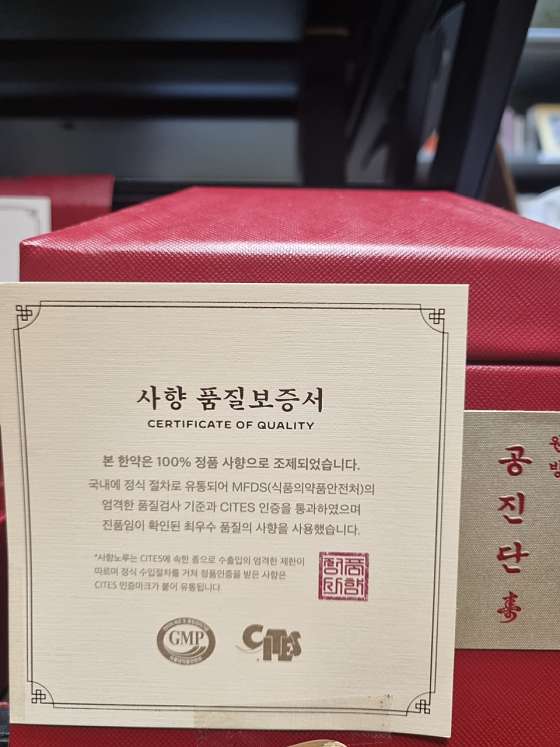 사향 품질보증서
CERTIFICATE OF QUALITY
본 한약은 100% 정품 사향으로 조제되었습니다.
국내에 정식 절차로 유통되어 MFDS(식품의약품안전처)의
엄격한 품질검사 기준과 CITES 인증을 통과하였으며
진품임이 확인된 최우수 품질의 사향을 사용했습니다.
*사향노루는 CITES에 속한 종으로 수출입의 엄격한 제한이
따르며 정식 수입절차를 거쳐 정품인증을 받은 사향은
CITES 인증마크가 붙어 유통됩니다.
GMP
CITES
원방
공진단
壽